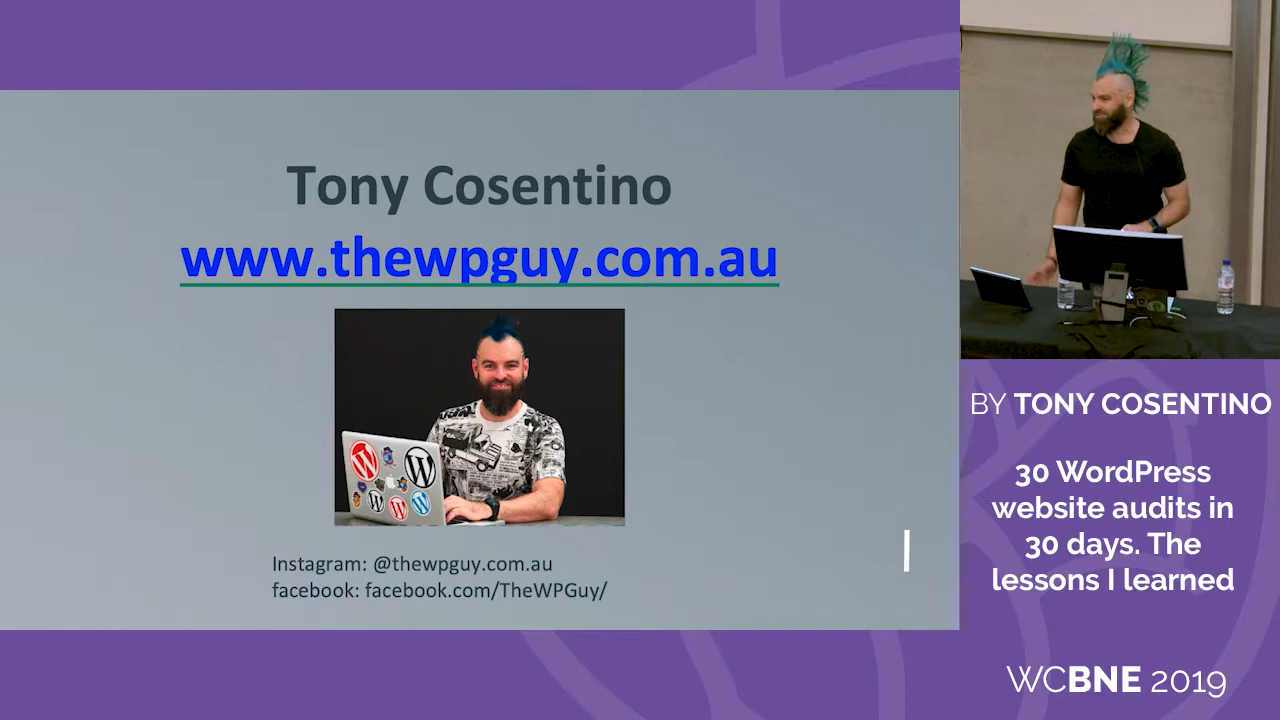 Tony Cosentino
www.thewpguy.com.au
Instagram: @thewpguy.com.au
facebook: facebook.com/TheWPGuy/
BY TONY COSENTINO
30 WordPress
website audits in
30 days. The
lessons I learned
WCBNE 2019